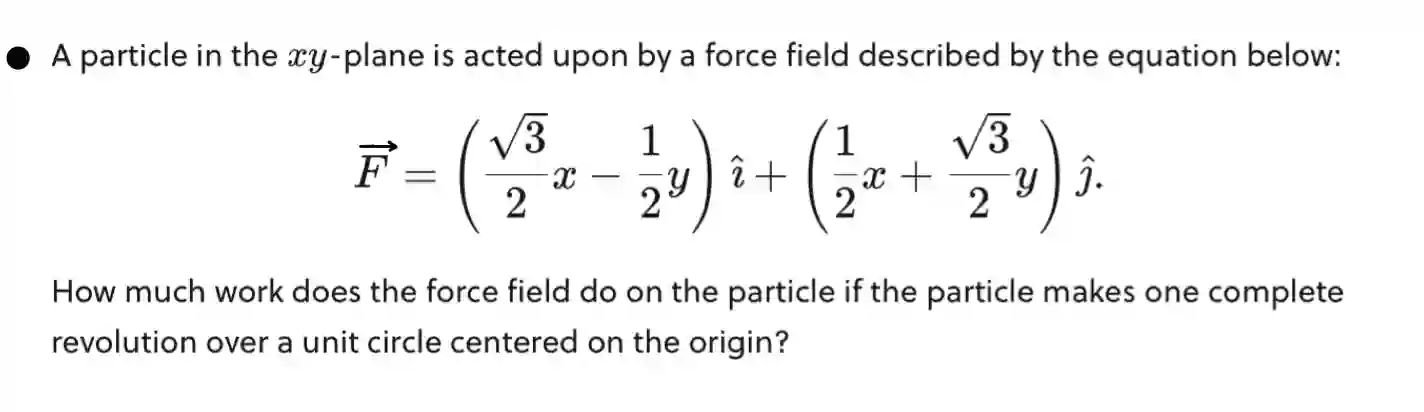 ● A particle in the xy-plane is acted upon by a force field described by the equation below:
$\overrightarrow{F} = \left(\frac{\sqrt{3}}{2}x - \frac{1}{2}y\right)\hat{\imath} + \left(\frac{1}{2}x + \frac{\sqrt{3}}{2}y\right)\hat{\jmath}.$
How much work does the force field do on the particle if the particle makes one complete
revolution over a unit circle centered on the origin?